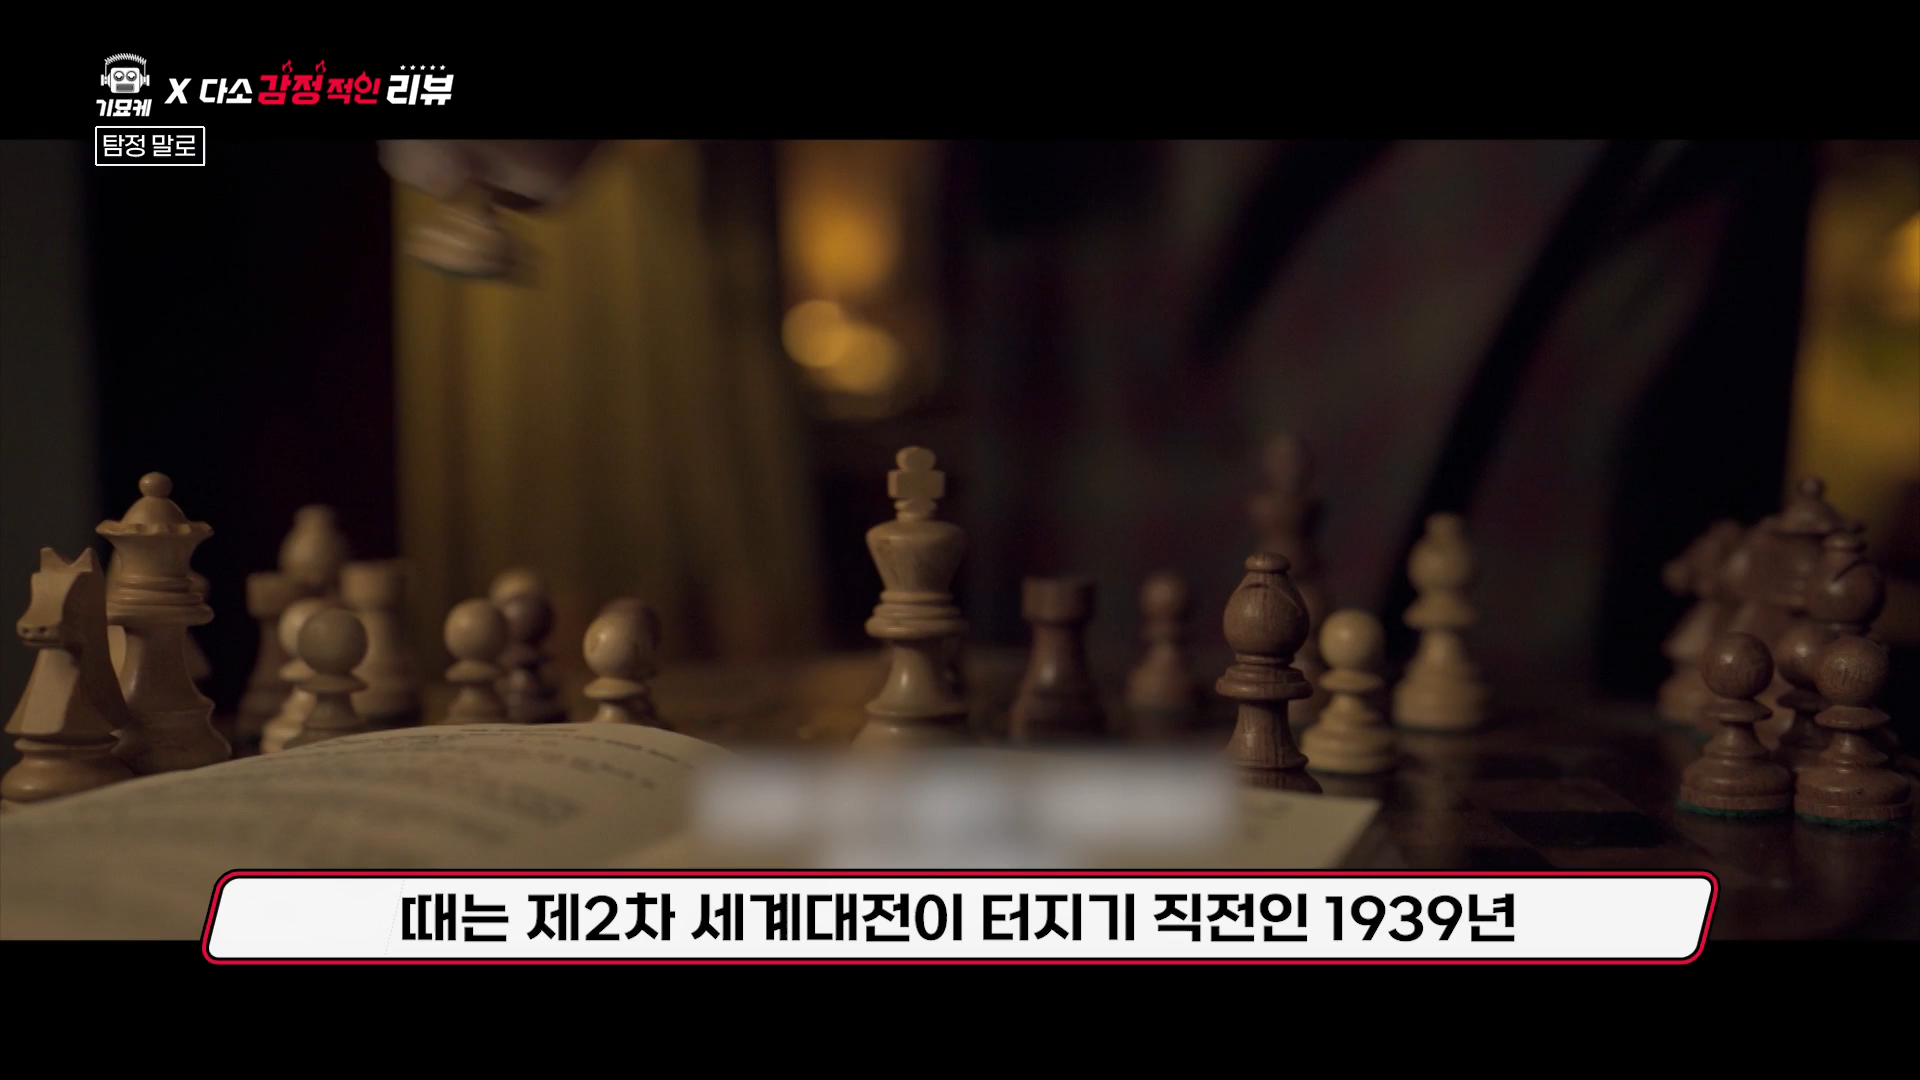 기묘케 X 다소 감정적인 리뷰
탐정 말로
때는 제2차 세계대전이 터지기 직전인 1939년